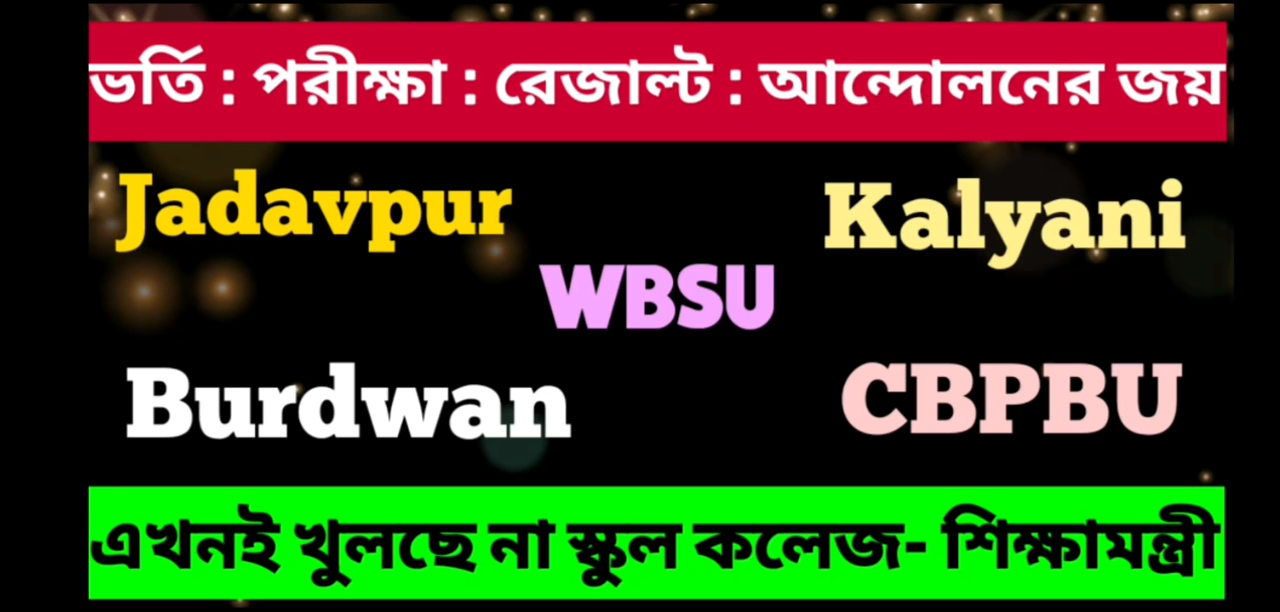 ভর্তি : পরীক্ষা : রেজাল্ট : আন্দোলনের জয়
Jadavpur
Kalyani
WBSU
Burdwan
CBPBU
এখনই খুলছে না স্কুল কলেজ- শিক্ষামন্ত্রী